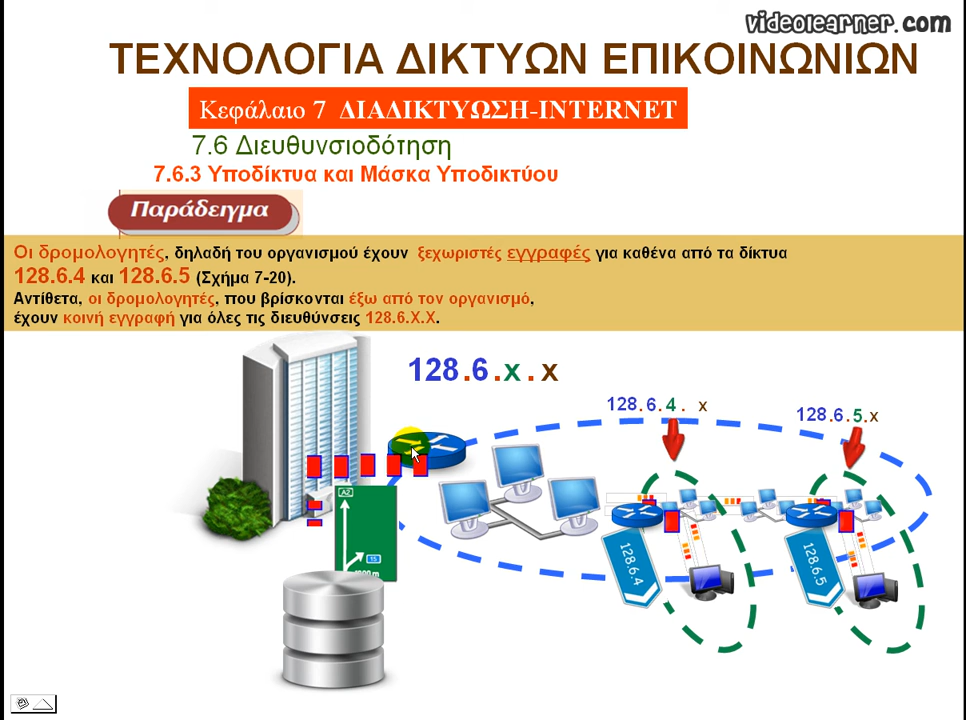 videolearner.com
ΤΕΧΝΟΛΟΓΙΑ ΔΙΚΤΥΩΝ ΕΠΙΚΟΙΝΩΝΙΩΝ
Κεφάλαιο 7 ΔΙΑΔΙΚΤΥΩΣΗ-INTERNET
7.6 Διευθυνσιοδότηση
7.6.3 Υποδίκτυα και Μάσκα Υποδικτύου
Παράδειγμα
Οι δρομολογητές, δηλαδή του οργανισμού έχουν ξεχωριστές εγγραφές για καθένα από τα δίκτυα
128.6.4 και 128.6.5 (Σχήμα 7-20).
Αντίθετα, οι δρομολογητές, που βρίσκονται έξω από τον οργανισμό,
έχουν κοινή εγγραφή για όλες τις διευθύνσεις 128.6.Χ.Χ.
128.6.x.x
128.6.4. x
128.6.5.x
AZ
15
128.6.4
128.6.5